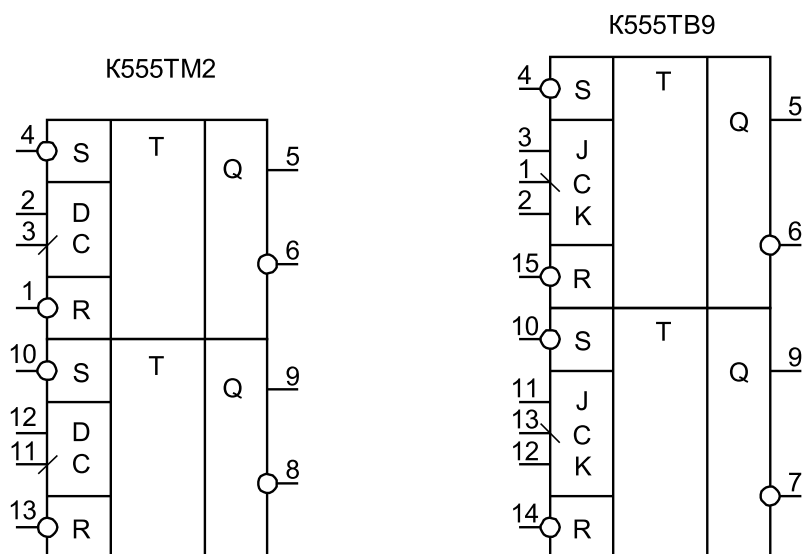 К555ТМ2
4 S T Q 5
2 D
3 C
6
1 R
10 S T Q 9
12 D
11 C
8
13 R
К555ТВ9
4 S T Q 5
3 J
1 C
2 K
6
15 R
10 S T Q 9
11 J
13 C
12 K
7
14 R